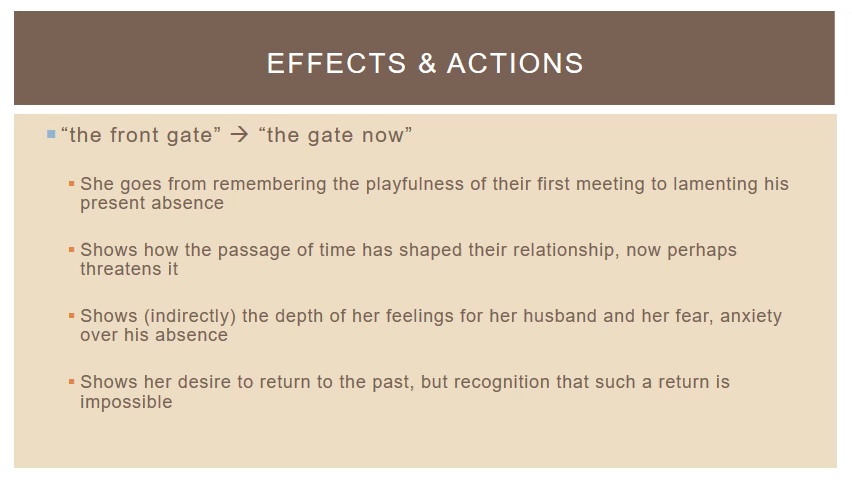 EFFECTS & ACTIONS
“the front gate” → “the gate now”
She goes from remembering the playfulness of their first meeting to lamenting his
present absence
Shows how the passage of time has shaped their relationship, now perhaps
threatens it
Shows (indirectly) the depth of her feelings for her husband and her fear, anxiety
over his absence
Shows her desire to return to the past, but recognition that such a return is
impossible